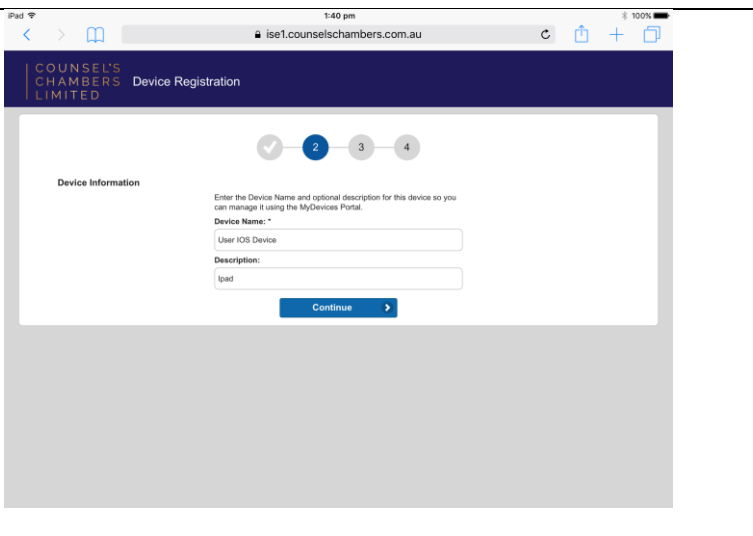 iPad 1:40 pm 100%
ise1.counselschambers.com.au
COUNSEL'S
CHAMBERS
LIMITED
Device Registration
2 3 4
Device Information
Enter the Device Name and optional description for this device so you
can manage it using the MyDevices Portal.
Device Name: *
User IOS Device
Description:
Ipad
Continue